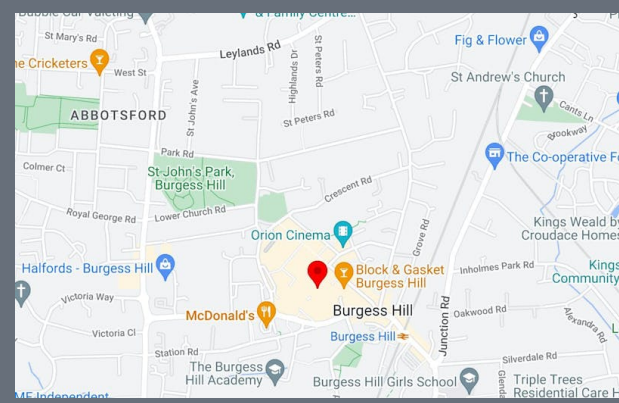 Bubble Car Valeting
& Family Centre...
St Mary's Rd
Leylands Rd
Highlands Dr
St Peters Rd
Fig & Flower
he Cricketers
West St
St Andrew's Church
ABBOTSFORD
St John's Ave
St Peters Rd
Cants Ln
Brookway
Park Rd
The Co-operative Fo
Colmer Ct
St John's Park,
Burgess Hill
Crescent Rd
Royal George Rd
Lower Church Rd
Grove Rd
Kings Weald by
Croudace Homes
Orion Cinema
Halfords - Burgess Hill
Block & Gasket
Burgess Hill
Inholmes Park Rd
Kings
Community
Victoria Way
McDonald's
Burgess Hill
Junction Rd
Oakwood Rd
Alexandra Rd
Victoria Cl
Burgess Hill
Station Rd
Silverdale Rd
The Burgess
Hill Academy
Burgess Hill Girls School
Glenda
Triple Trees
Residential Care H
ME Independent